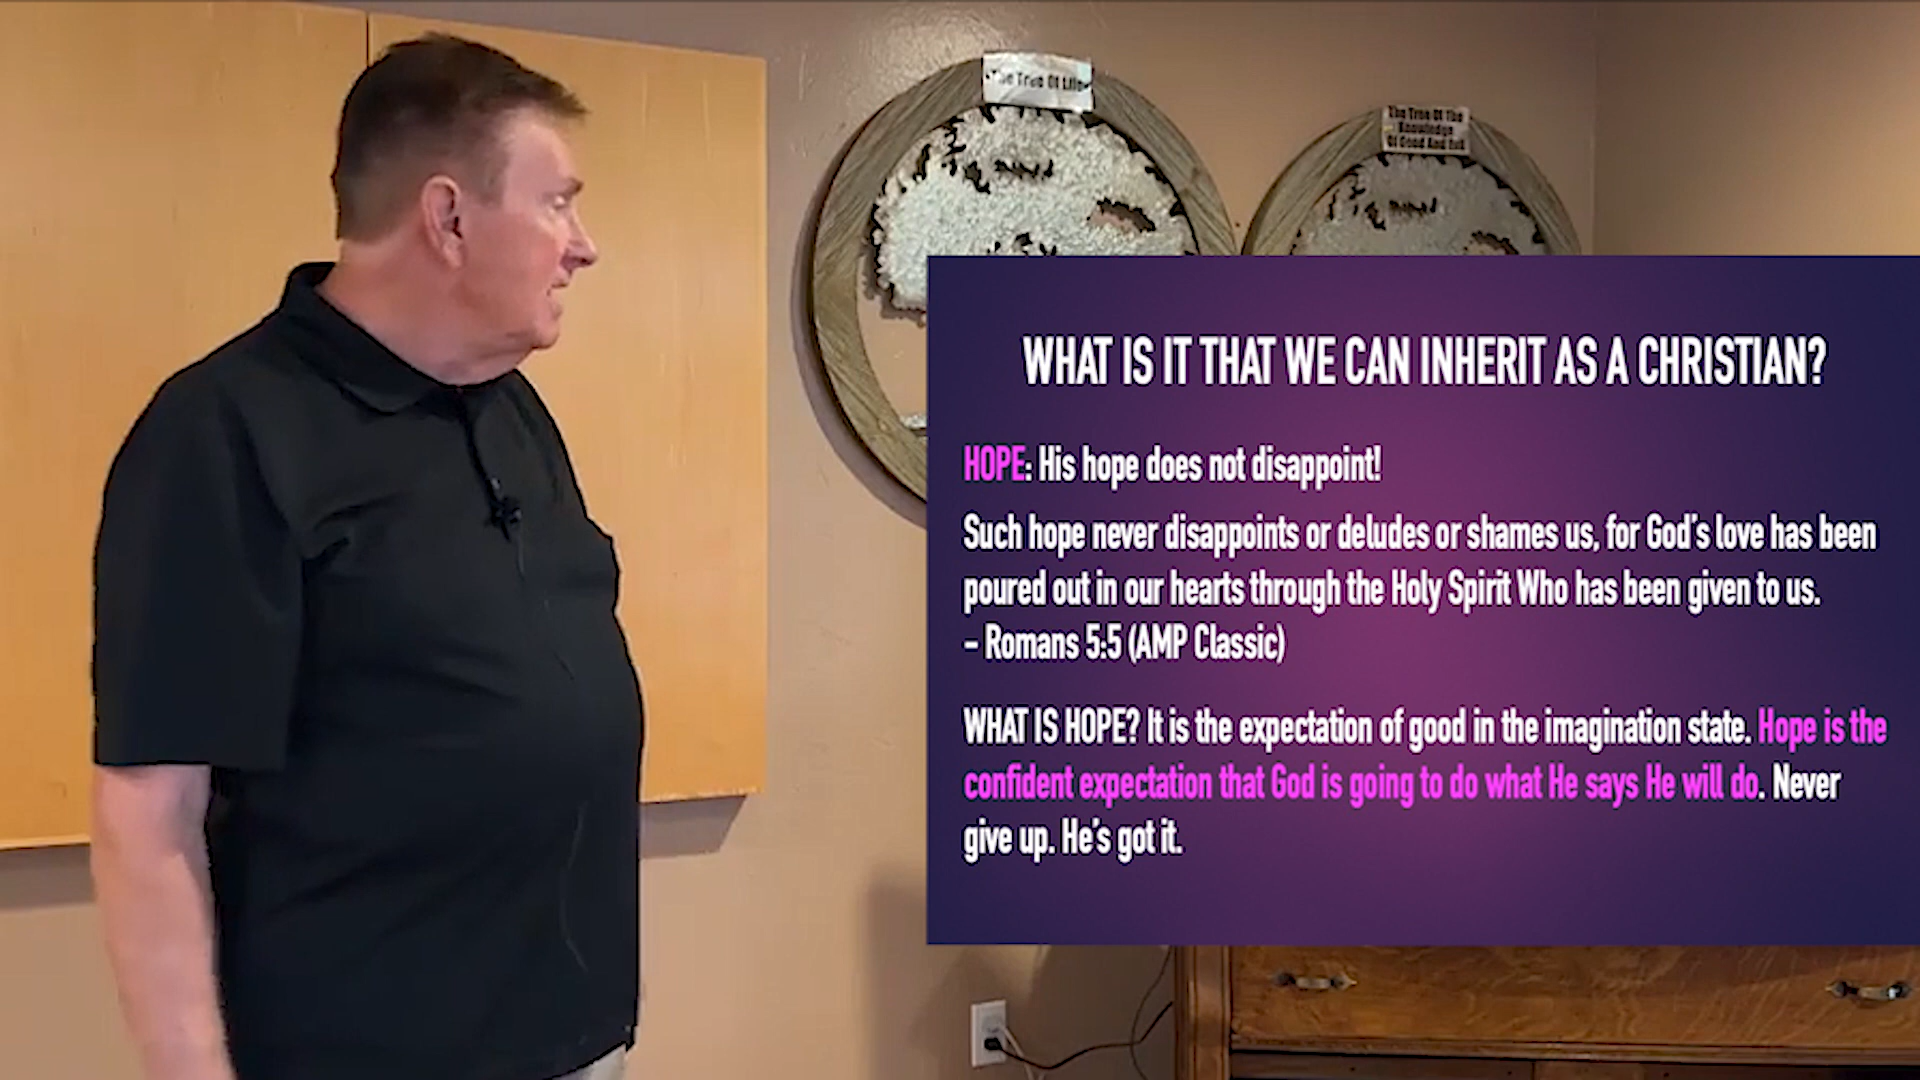 The Tree Of Life
The Tree Of The
Knowledge
Of Good And Evil
WHAT IS IT THAT WE CAN INHERIT AS A CHRISTIAN?
HOPE: His hope does not disappoint!
Such hope never disappoints or deludes or shames us, for God's love has been
poured out in our hearts through the Holy Spirit Who has been given to us.
– Romans 5:5 (AMP Classic)
WHAT IS HOPE? It is the expectation of good in the imagination state. Hope is the
confident expectation that God is going to do what He says He will do. Never
give up. He's got it.